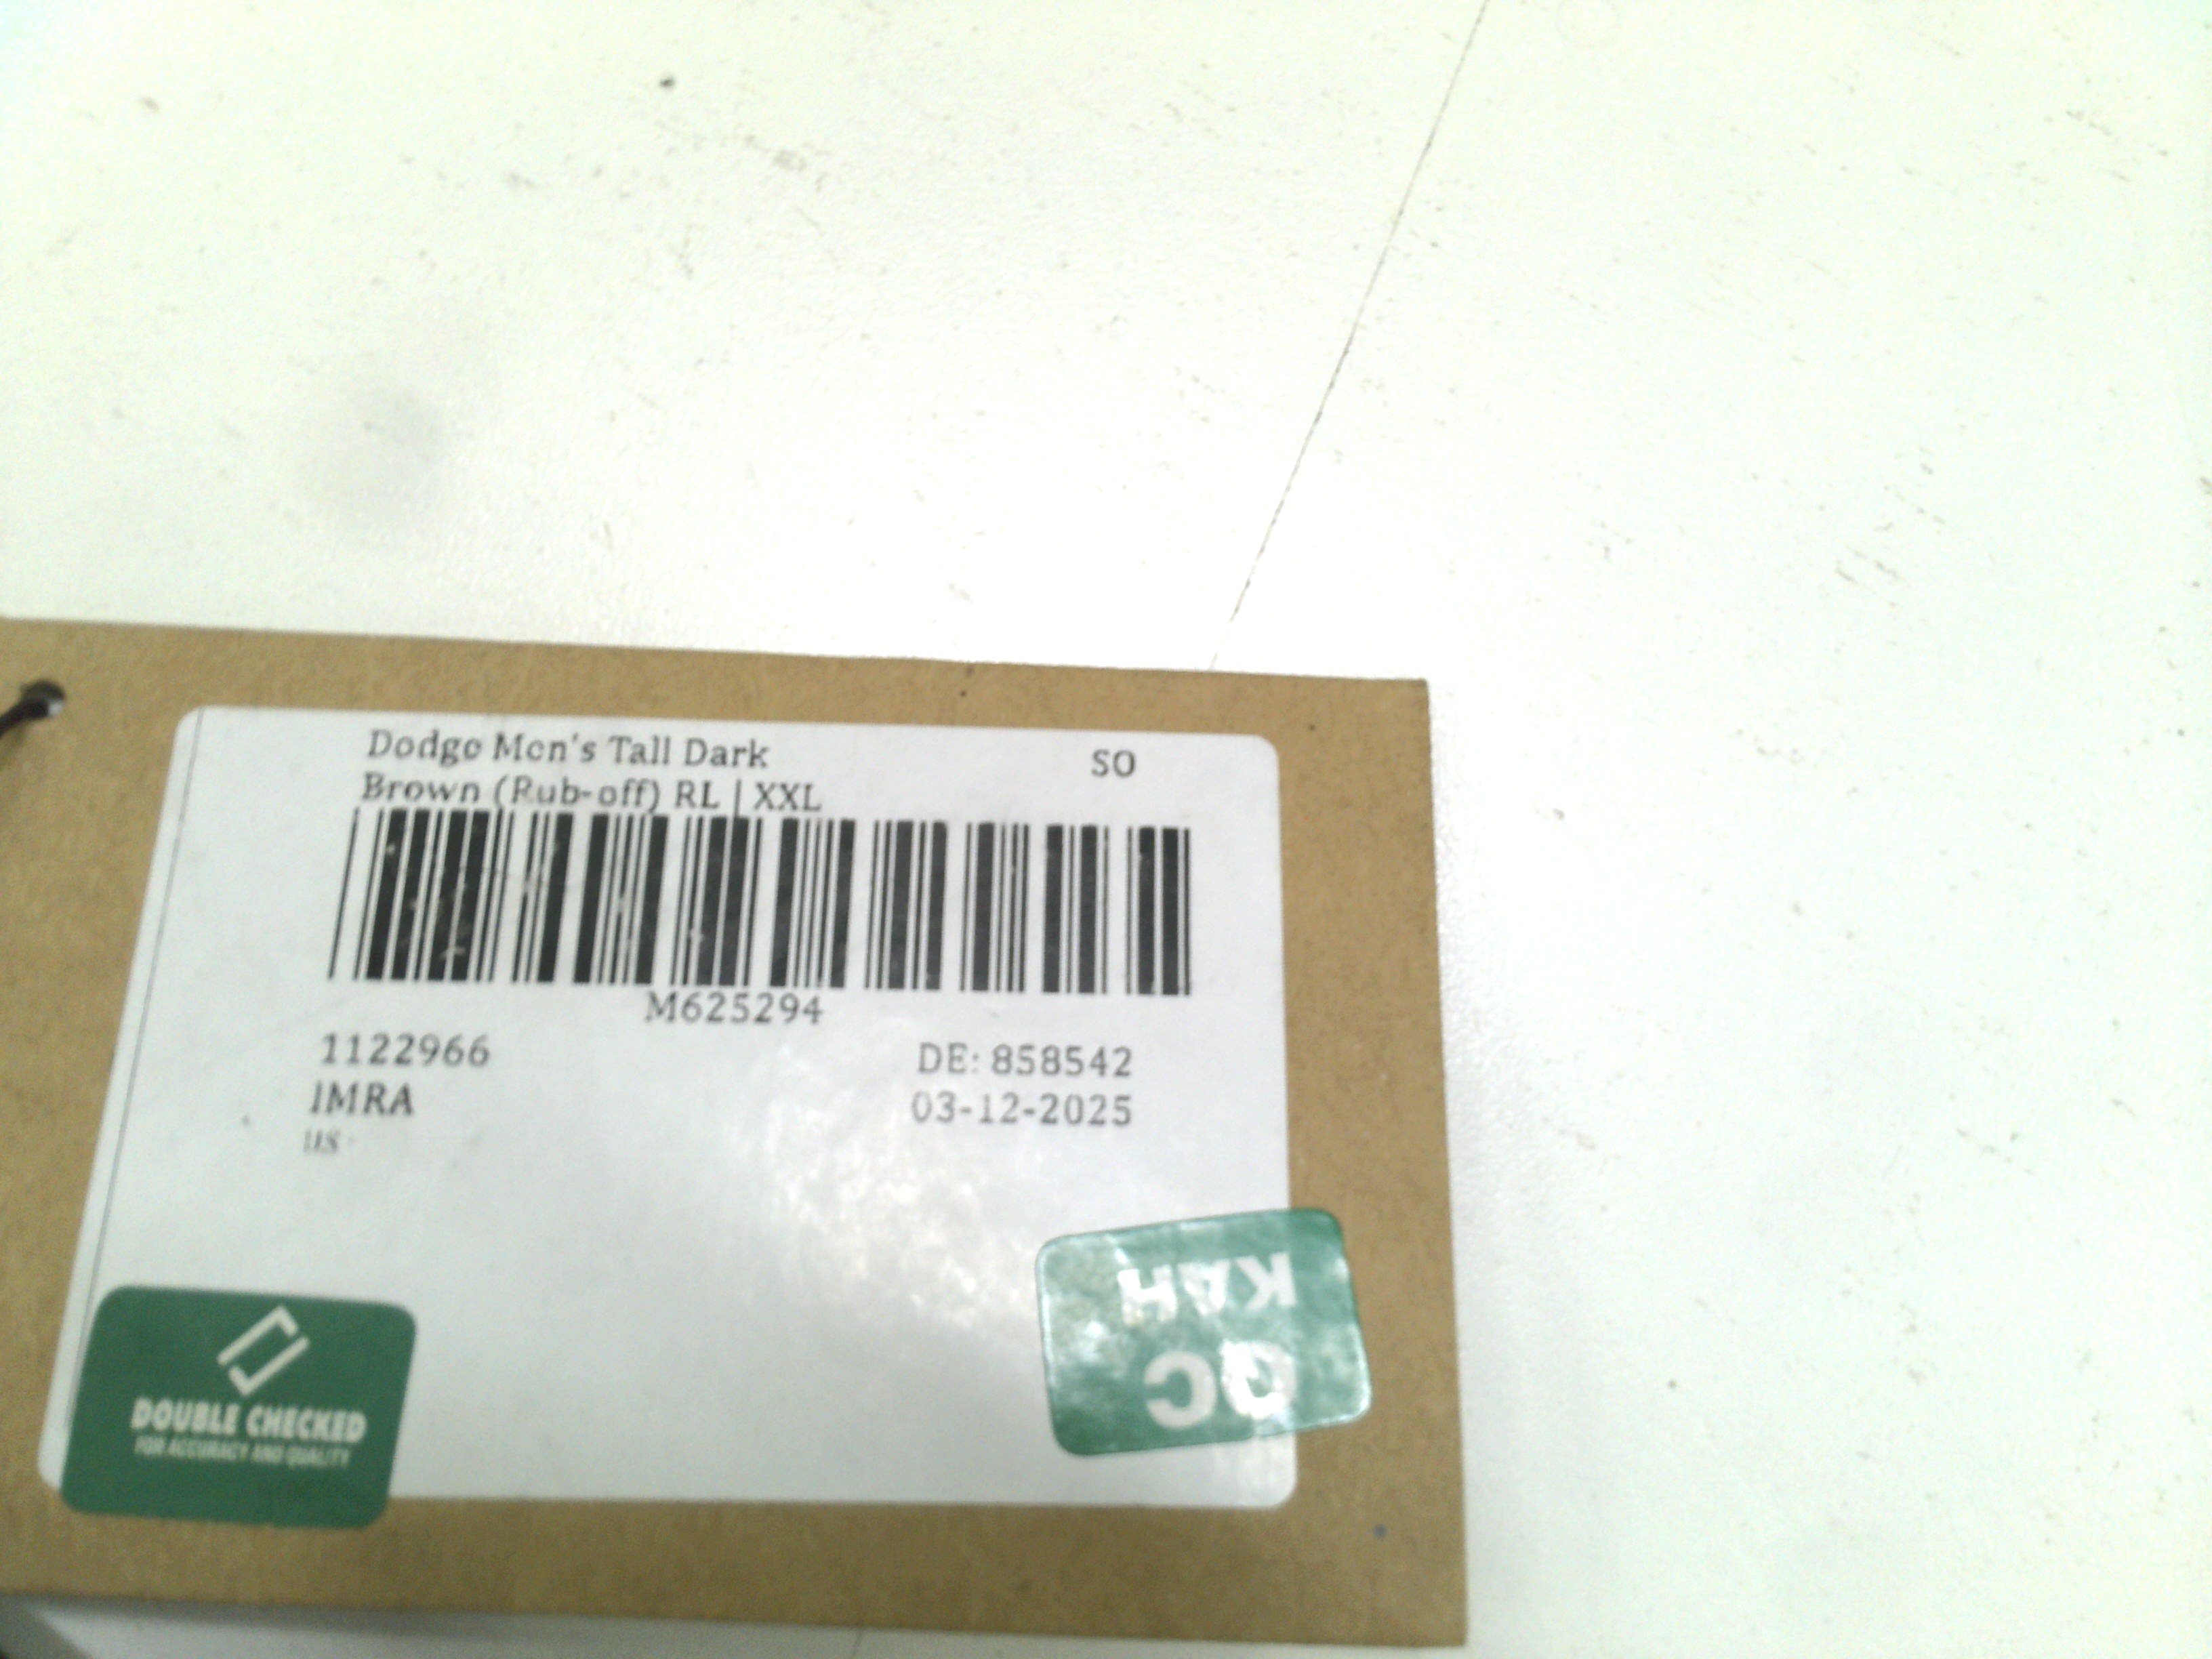 Dodge Men's Tall Dark
Brown (Rub-off) RL | XXL
SO
M625294
1122966
DE: 858542
IMRA
03-12-2025
US
KAH
QC
DOUBLE CHECKED
FOR ACCURACY AND QUALITY